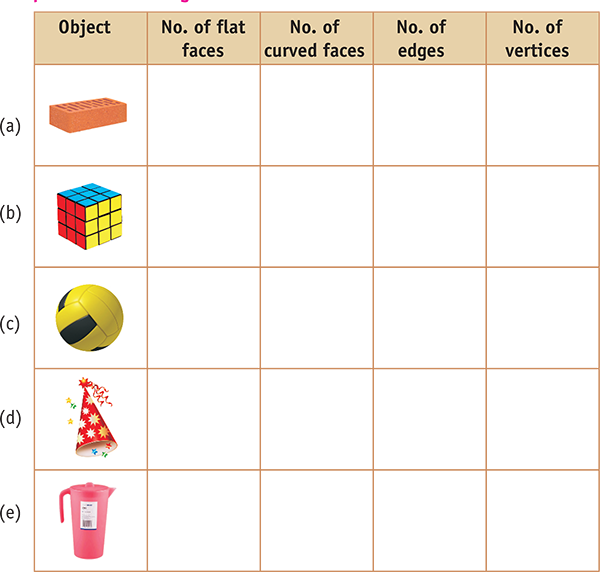 Object No. of flat faces No. of curved faces No. of edges No. of vertices
(a)
(b)
(c)
(d)
(e)